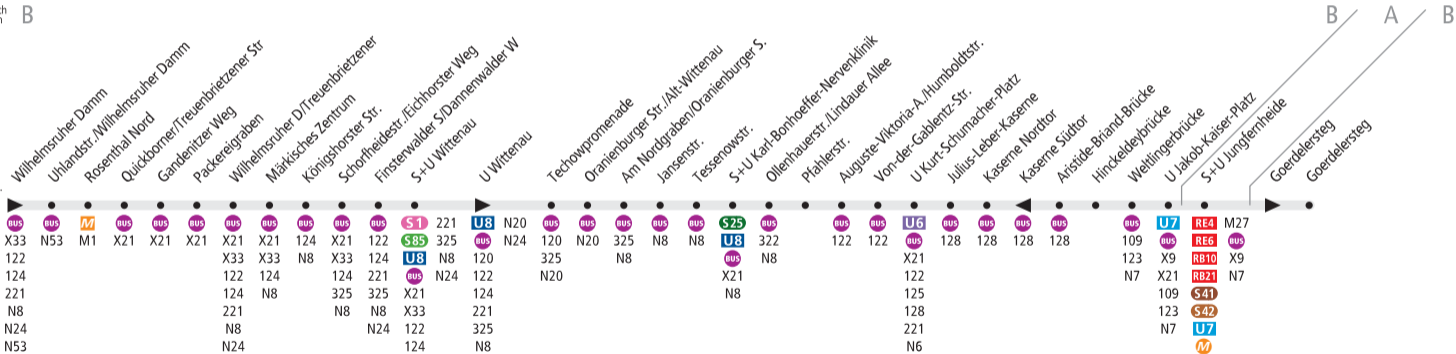 B
B
A
B
Wilhelmsruher Damm
Uhlandstr./Wilhelmsruher Damm
Rosenthal Nord
Quickborner/Treuenbrietzener Str
Gandenitzer Weg
Packereigraben
Wilhelmsruher D/Treuenbrietzener
Märkisches Zentrum
Königshorster Str.
Schorfheidestr./Eichhorster Weg
Finsterwalder S/Dannenwalder W
S+U Wittenau
U Wittenau
Techowpromenade
Oranienburger Str./Alt-Wittenau
Am Nordgraben/Oranienburger S.
Jansenstr.
Tessenowstr.
S+U Karl-Bonhoeffer-Nervenklinik
Ollenhauerstr./Lindauer Allee
Pfahlerstr.
Auguste-Viktoria-A./Humboldtstr.
Von-der-Gablentz-Str.
U Kurt-Schumacher-Platz
Julius-Leber-Kaserne
Kaserne Nordtor
Kaserne Südtor
Aristide-Briand-Brücke
Hinckeldeybrücke
Weltlingerbrücke
U Jakob-Kaiser-Platz
S+U Jungfernheide
Goerdelersteg
Goerdelersteg
BUS BUS M BUS BUS BUS BUS BUS BUS BUS BUS S1 221 U8 N20 BUS BUS BUS BUS BUS S25 BUS BUS BUS U6 BUS BUS BUS BUS BUS U7 RE4 M27
X33 N53 M1 X21 X21 X21 X21 X21 124 X21 122 S85 325 BUS N24 120 N20 325 N8 N8 U8 322 122 122 BUS 128 128 128 128 109 BUS RE6 BUS
122 X33 X33 N8 X33 124 U8 N8 120 325 N8 BUS N8 X21 123 X9 RB10 X9
124 122 124 124 221 BUS N24 122 N20 X21 122 N7 X21 RB21 N7
221 124 N8 325 325 X21 124 N8 125 109 S41
N8 221 N8 N8 X33 221 128 123 S42
N24 N8 N24 122 325 221 N7 U7
N53 N24 124 N8 N6 M